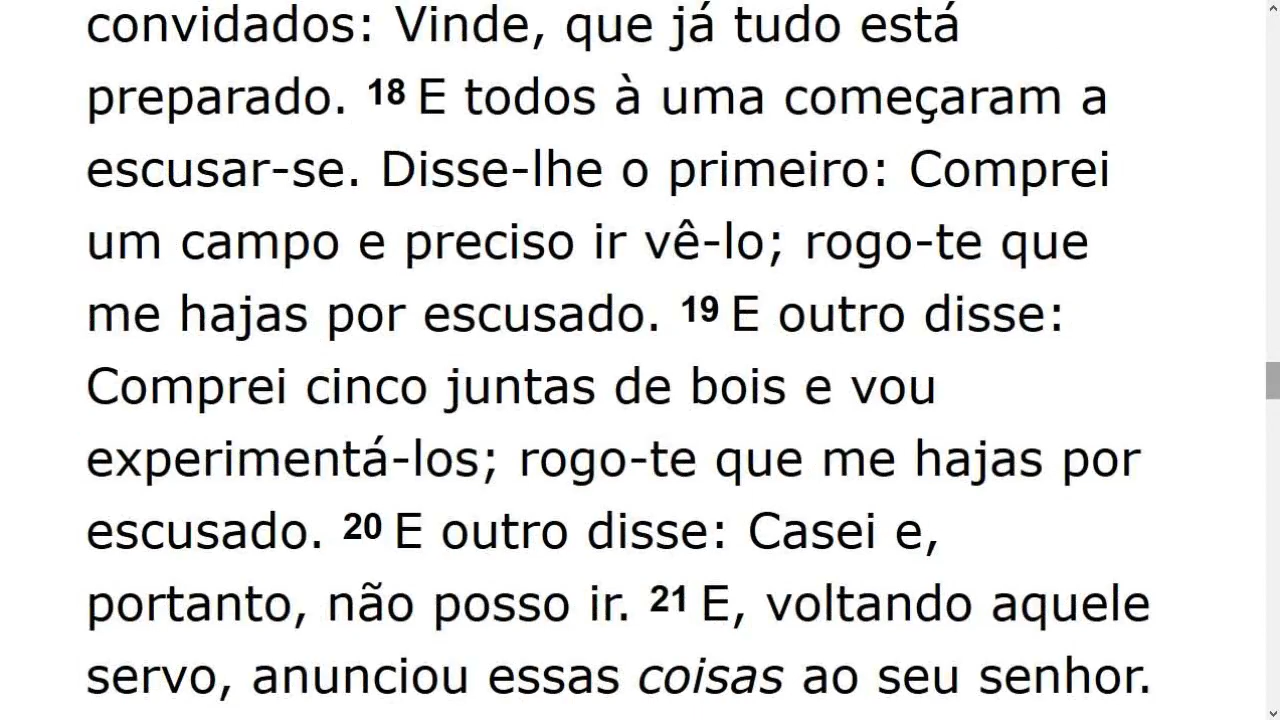 convidados: Vinde, que já tudo está
preparado. 18 E todos à uma começaram a
escusar-se. Disse-lhe o primeiro: Comprei
um campo e preciso ir vê-lo; rogo-te que
me hajas por escusado. 19 E outro disse:
Comprei cinco juntas de bois e vou
experimentá-los; rogo-te que me hajas por
escusado. 20 E outro disse: Casei e,
portanto, não posso ir. 21 E, voltando aquele
servo, anunciou essas coisas ao seu senhor.